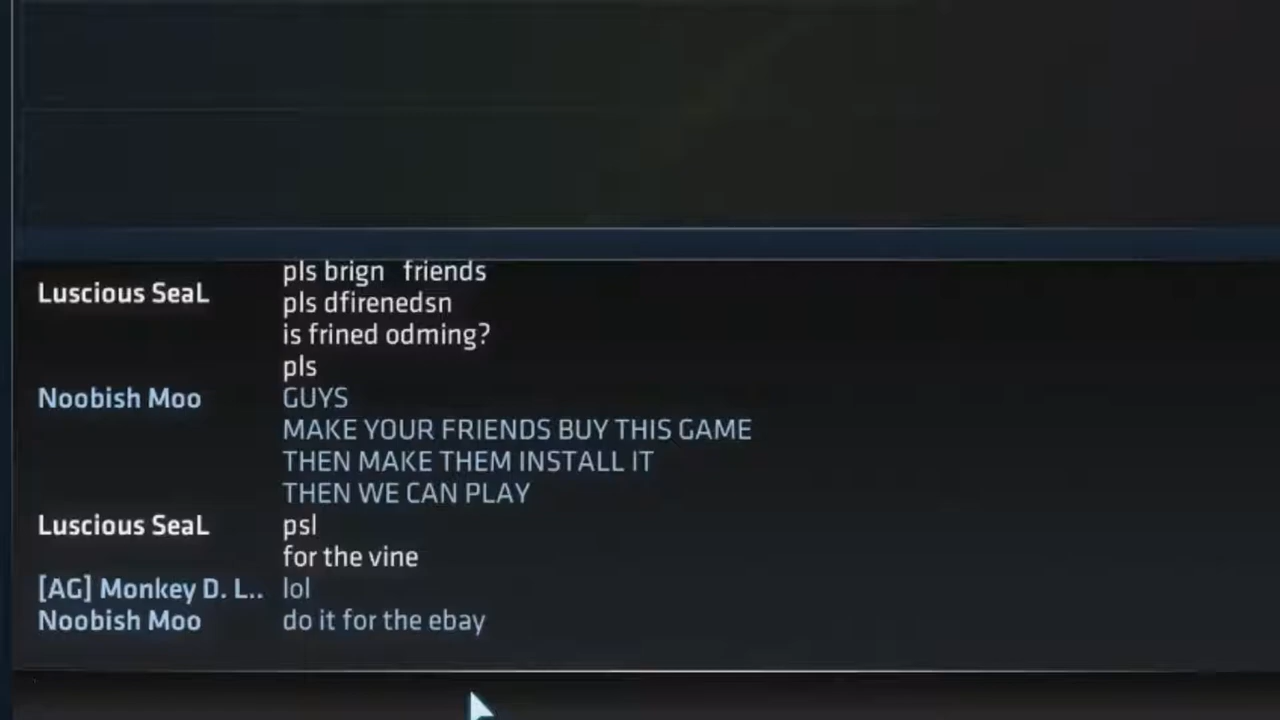 pls brign friends
Luscious SeaL
pls dfirenedsn
is frined odming?
pls
Noobish Moo GUYS
MAKE YOUR FRIENDS BUY THIS GAME
THEN MAKE THEM INSTALL IT
THEN WE CAN PLAY
Luscious SeaL psl
for the vine
[AG] Monkey D. L.. lol
Noobish Moo do it for the ebay